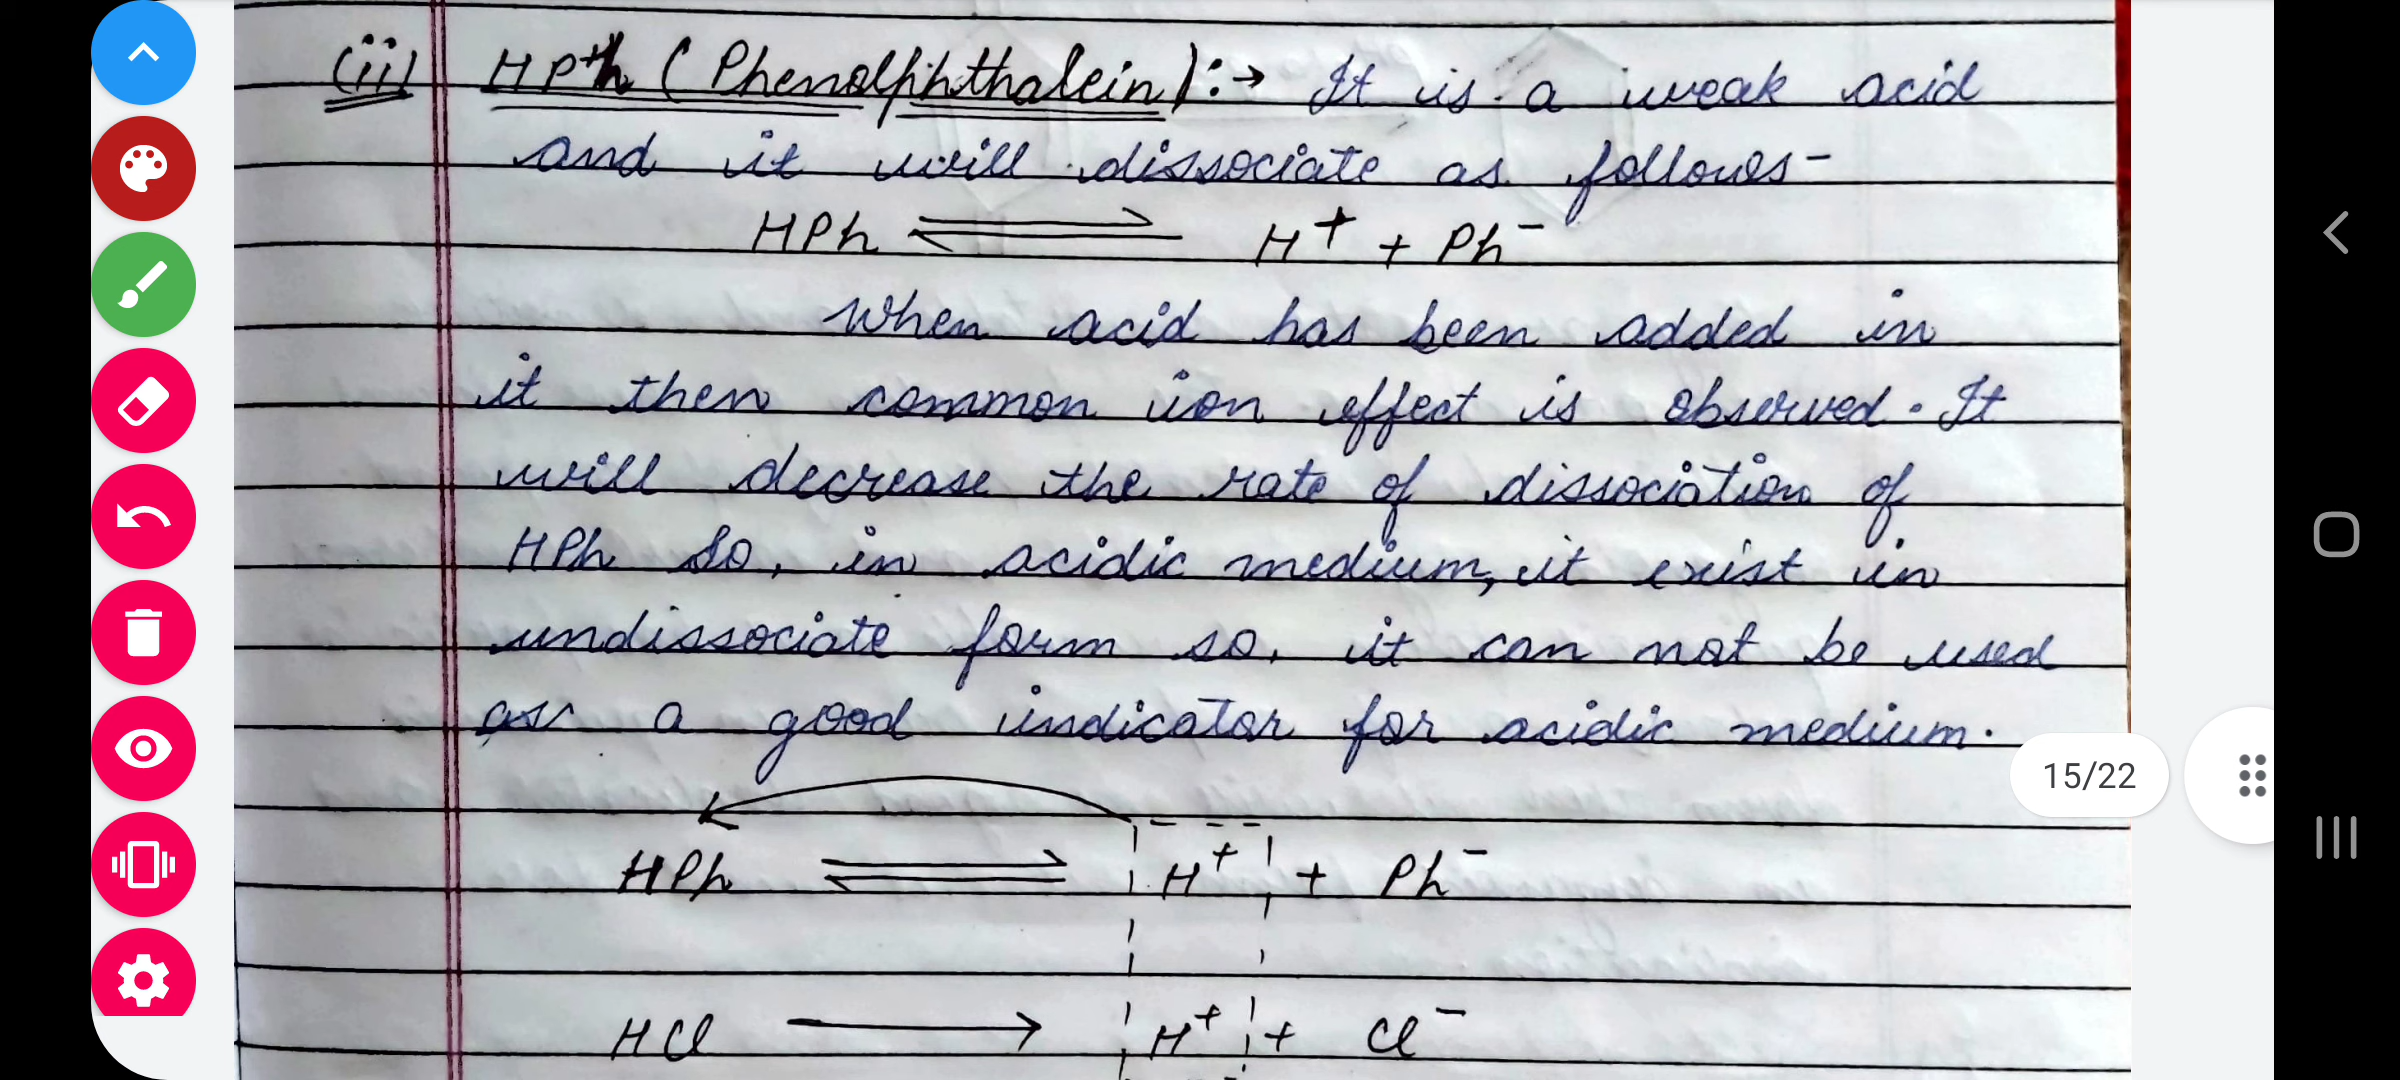 (ii) HPh (Phenolphthalein):→ It is a weak acid
and it will dissociate as follows-
HPh ⇌ H⁺ + Ph⁻
When acid has been added in
it then common ion effect is observed. It
will decrease the rate of dissociation of
HPh So, in acidic medium, it exist in
undissociate form so, it can not be used
as a good indicator for acidic medium.
15/22
HPh ⇌ H⁺ + Ph⁻
HCl → H⁺ + Cl⁻